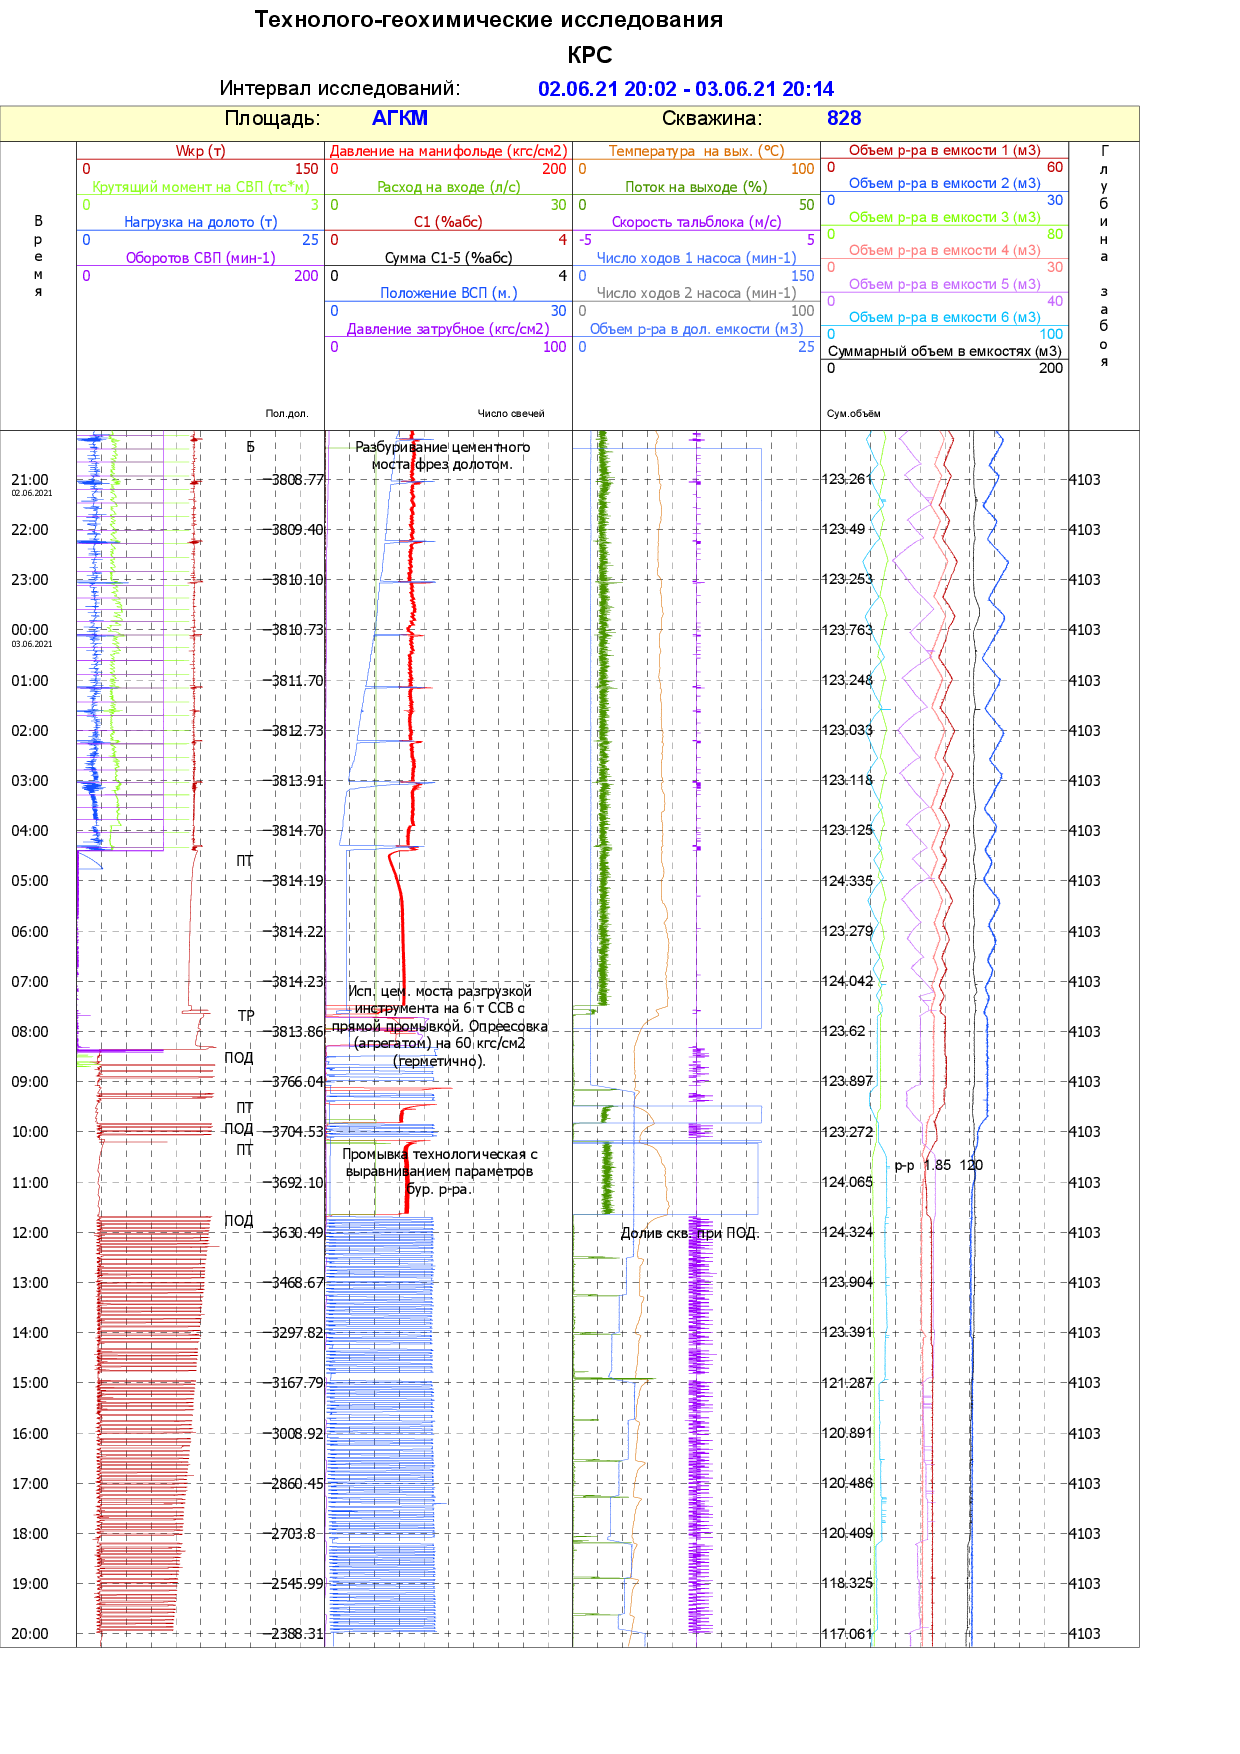 Технолого-геохимические исследования
КРС
Интервал исследований: 02.06.21 20:02 - 03.06.21 20:14
Площадь: АГКМ Скважина: 828
Время
Wкр (т)
0 150
Крутящий момент на СВП (тс*м)
0 3
Нагрузка на долото (т)
0 25
Оборотов СВП (мин-1)
0 200
Пол.дол.
Давление на манифольде (кгс/см2)
0 200
Расход на входе (л/с)
0 30
С1 (%абс)
0 4
Сумма С1-5 (%абс)
0 4
Положение ВСП (м.)
0 30
Давление затрубное (кгс/см2)
0 100
Число свечей
Температура на вых. (°С)
0 100
Поток на выходе (%)
0 50
Скорость тальблока (м/с)
-5 5
Число ходов 1 насоса (мин-1)
0 150
Число ходов 2 насоса (мин-1)
0 100
Объем р-ра в дол. емкости (м3)
0 25
Объем р-ра в емкости 1 (м3)
0 60
Объем р-ра в емкости 2 (м3)
0 30
Объем р-ра в емкости 3 (м3)
0 80
Объем р-ра в емкости 4 (м3)
0 30
Объем р-ра в емкости 5 (м3)
0 40
Объем р-ра в емкости 6 (м3)
0 100
Суммарный объем в емкостях (м3)
0 200
Сум.объём
Глубина забоя
Б
Разбуривание цементного
моста фрез долотом.
21:00 3808.77 123.261 4103
02.06.2021
22:00 3809.40 123.49 4103
23:00 3810.10 123.253 4103
00:00 3810.73 123.763 4103
03.06.2021
01:00 3811.70 123.248 4103
02:00 3812.73 123.033 4103
03:00 3813.91 123.118 4103
04:00 3814.70 123.125 4103
ПТ
05:00 3814.19 124.335 4103
06:00 3814.22 123.279 4103
07:00 3814.23 124.042 4103
Исп. цем. моста разгрузкой
инструмента на 6 т ССВ с
ТР
прямой промывкой. Опреесовка
08:00 3813.86 123.62 4103
(агрегатом) на 60 кгс/см2
ПОД
(герметично).
09:00 3766.04 123.897 4103
ПТ
ПОД
10:00 3704.53 123.272 4103
ПТ
Промывка технологическая с
выравниванием параметров
бур. р-ра.
р-р 1.85 120
11:00 3692.10 124.065 4103
ПОД
12:00 3630.49 124.324 4103
Долив скв. при ПОД.
13:00 3468.67 123.904 4103
14:00 3297.82 123.391 4103
15:00 3167.79 121.287 4103
16:00 3008.92 120.891 4103
17:00 2860.45 120.486 4103
18:00 2703.8 120.409 4103
19:00 2545.99 118.325 4103
20:00 2388.31 117.061 4103